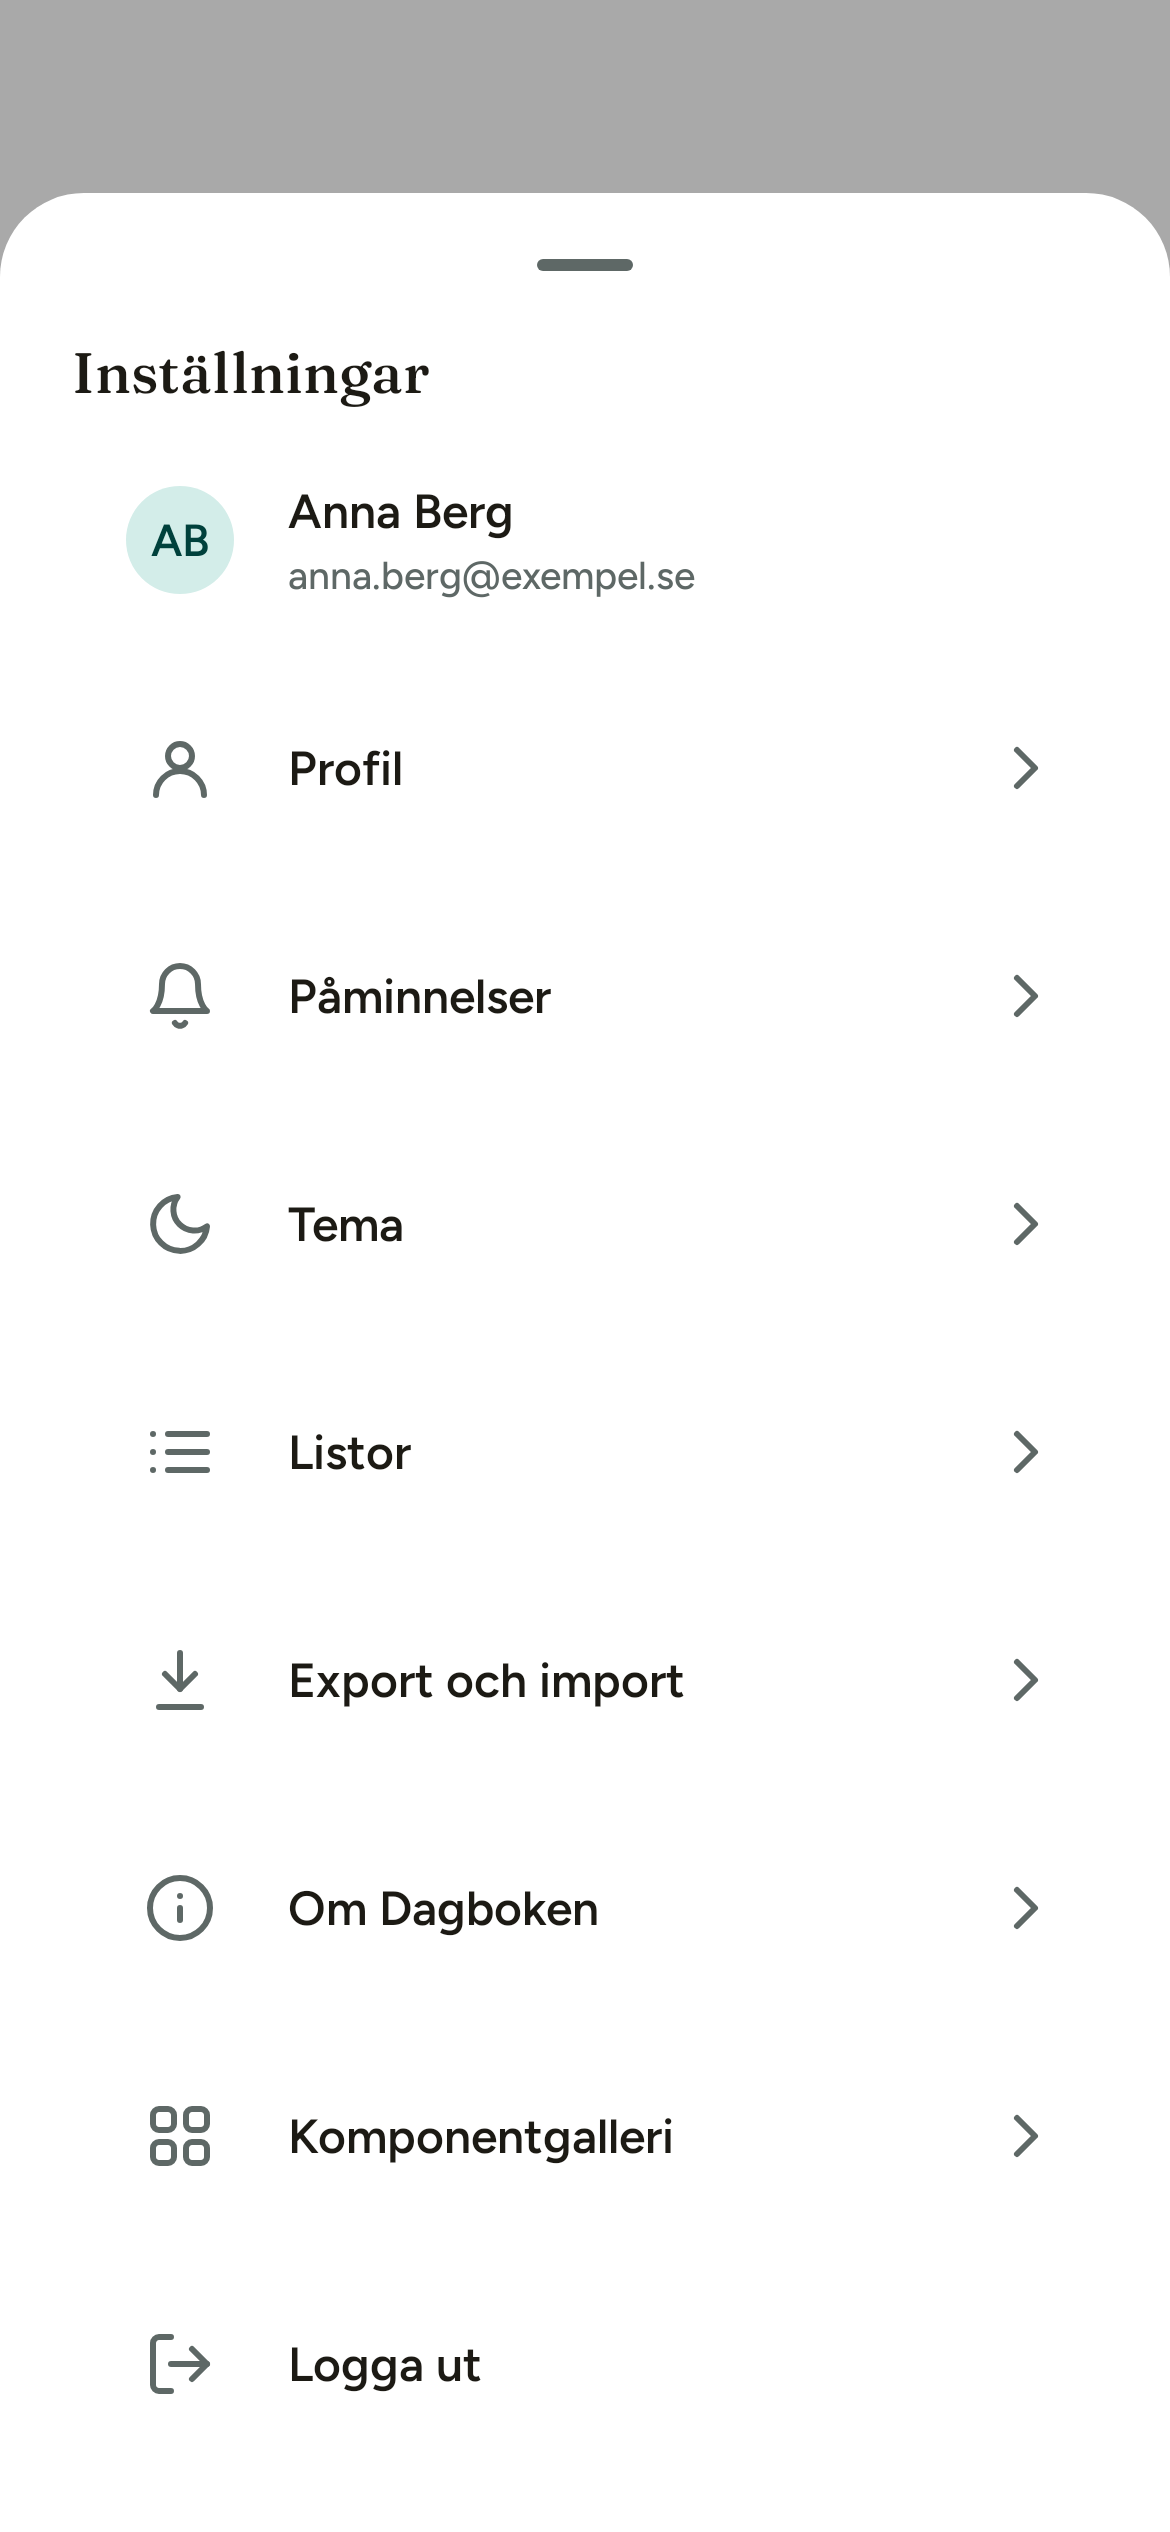 Inställningar
AB
Anna Berg
anna.berg@exempel.se
Profil
Påminnelser
Tema
Listor
Export och import
Om Dagboken
Komponentgalleri
Logga ut